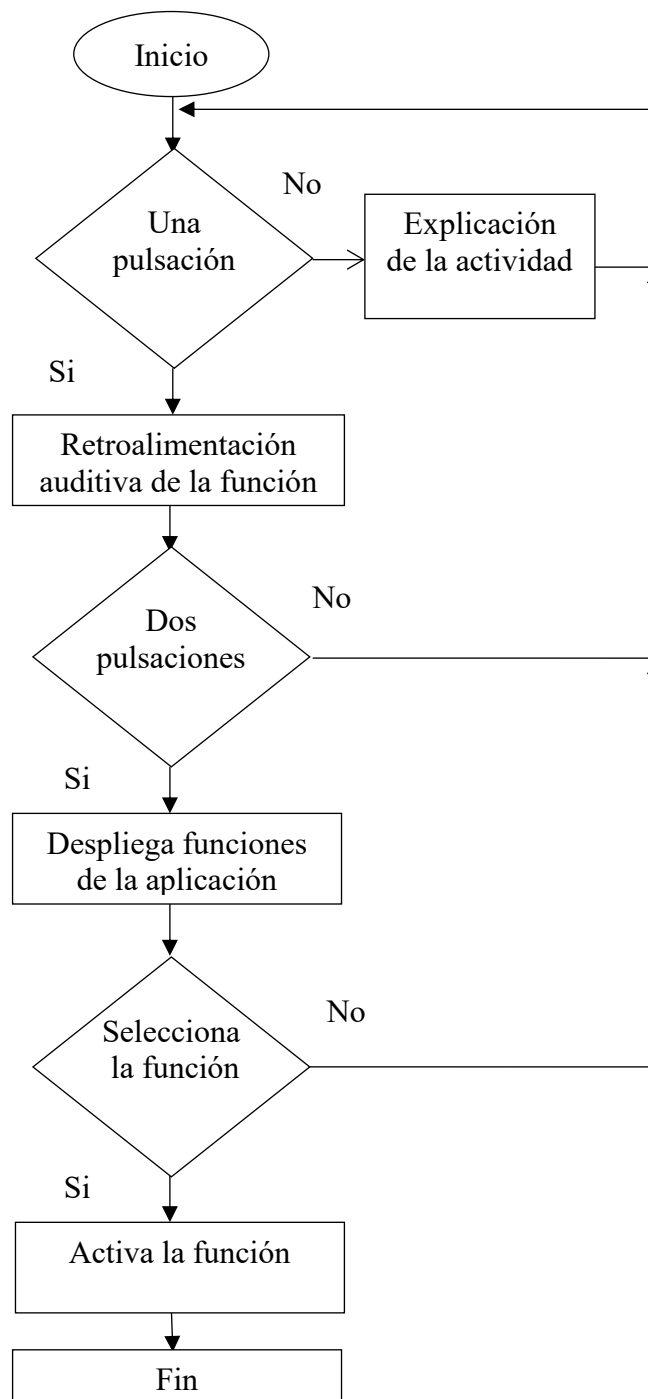 Inicio
No
Una
pulsación
Explicación
de la actividad
Si
Retroalimentación
auditiva de la función
No
Dos
pulsaciones
Si
Despliega funciones
de la aplicación
No
Selecciona
la función
Si
Activa la función
Fin